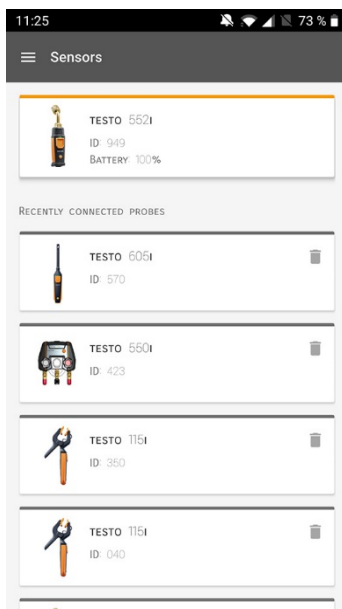 11:25
73 %
Sensors
TESTO 552I
ID: 949
BATTERY: 100%
RECENTLY CONNECTED PROBES
TESTO 605I
ID: 570
TESTO 550I
ID: 423
TESTO 115I
ID: 350
TESTO 115I
ID: 040